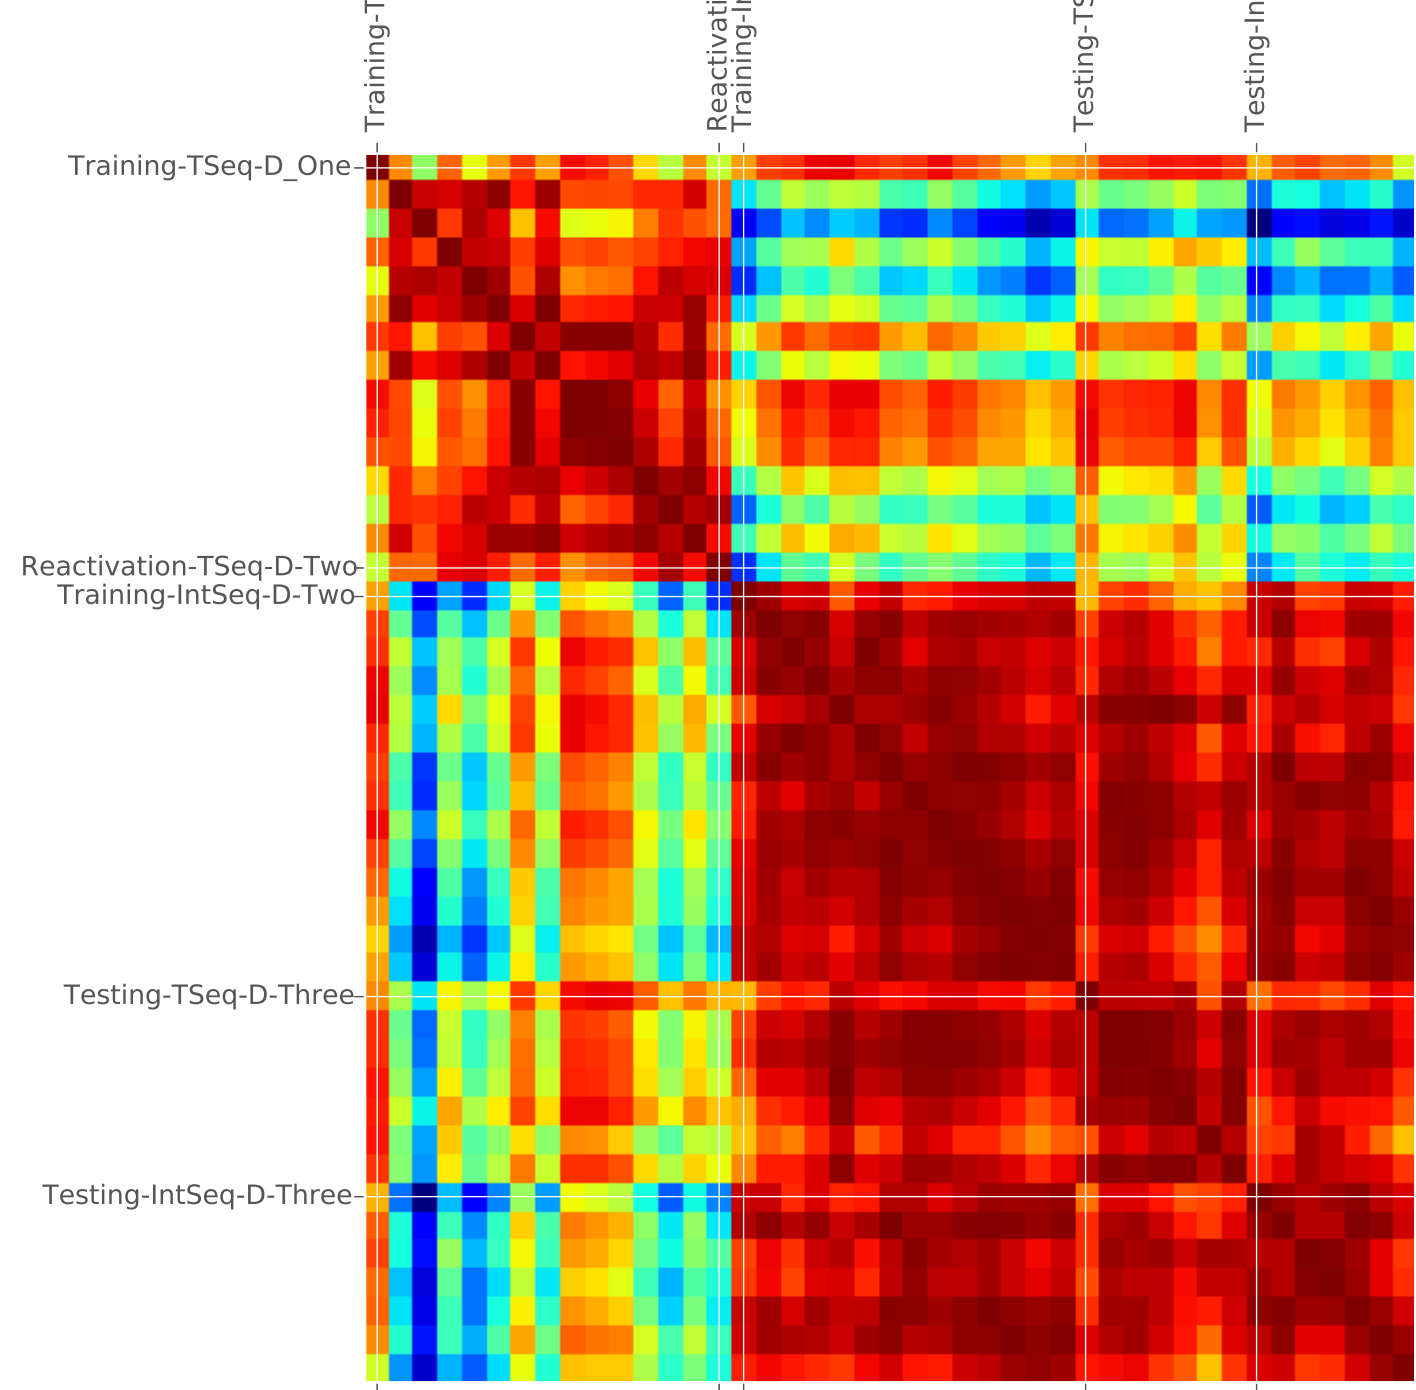 Training-T
Reactivati
Training-I
Testing-TS
Testing-In
Training-TSeq-D_One
Reactivation-TSeq-D-Two
Training-IntSeq-D-Two
Testing-TSeq-D-Three
Testing-IntSeq-D-Three